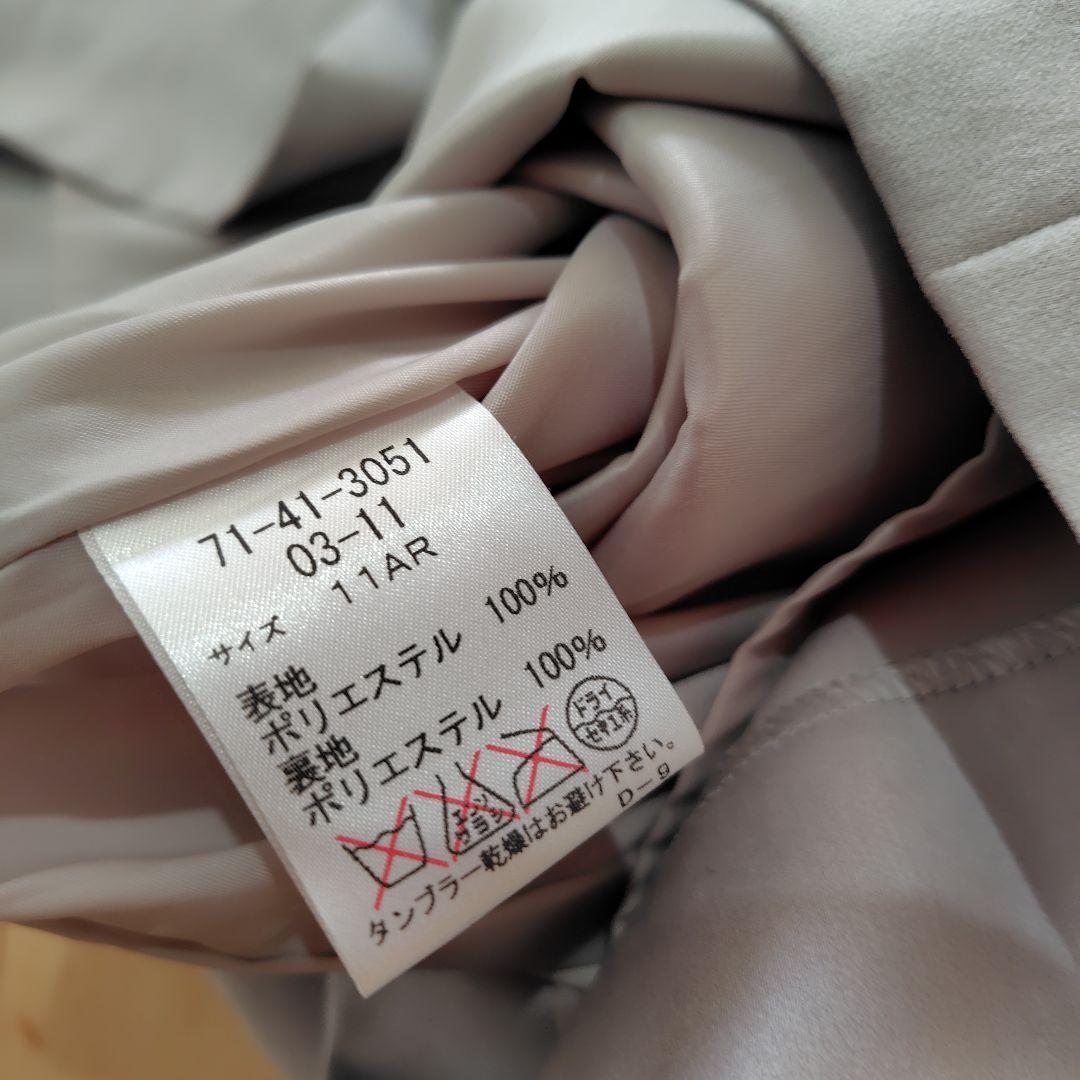 71-41-3051
03-11
サイズ 11AR
表地
ポリエステル 100%
裏地
ポリエステル 100%
エンソ サラシ
ドライ
セキユ系
タンブラー乾燥はお避け下さい。
D-9